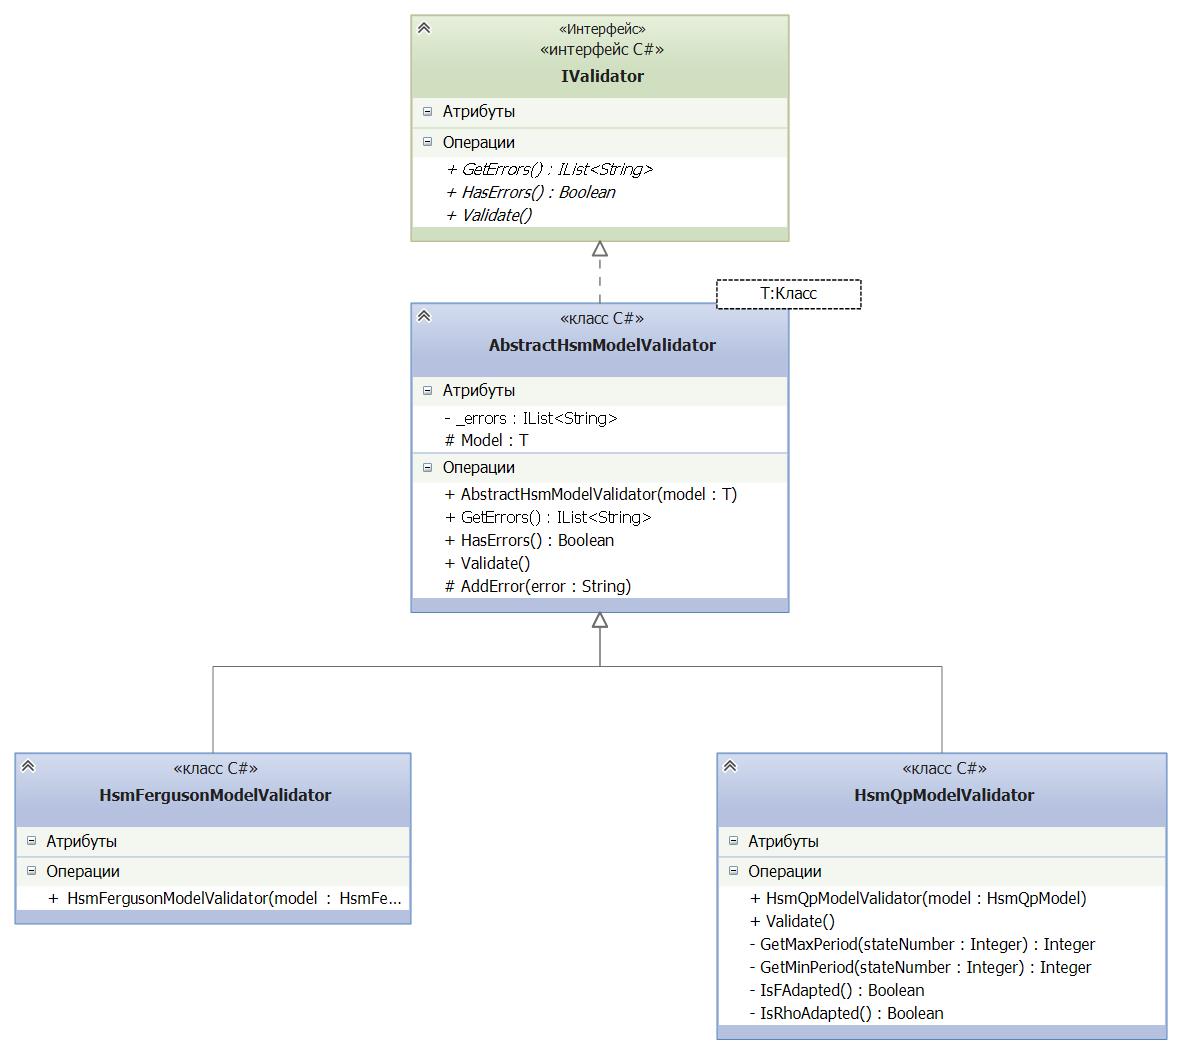 «Интерфейс»
«интерфейс C#»
IValidator
Атрибуты
Операции
+ GetErrors() : IList<String>
+ HasErrors() : Boolean
+ Validate()
T:Класс
«класс C#»
AbstractHsmModelValidator
Атрибуты
- _errors : IList<String>
# Model : T
Операции
+ AbstractHsmModelValidator(model : T)
+ GetErrors() : IList<String>
+ HasErrors() : Boolean
+ Validate()
# AddError(error : String)
«класс C#»
HsmFergusonModelValidator
Атрибуты
Операции
+ HsmFergusonModelValidator(model : HsmFe...
«класс C#»
HsmQpModelValidator
Атрибуты
Операции
+ HsmQpModelValidator(model : HsmQpModel)
+ Validate()
- GetMaxPeriod(stateNumber : Integer) : Integer
- GetMinPeriod(stateNumber : Integer) : Integer
- IsFAdapted() : Boolean
- IsRhoAdapted() : Boolean